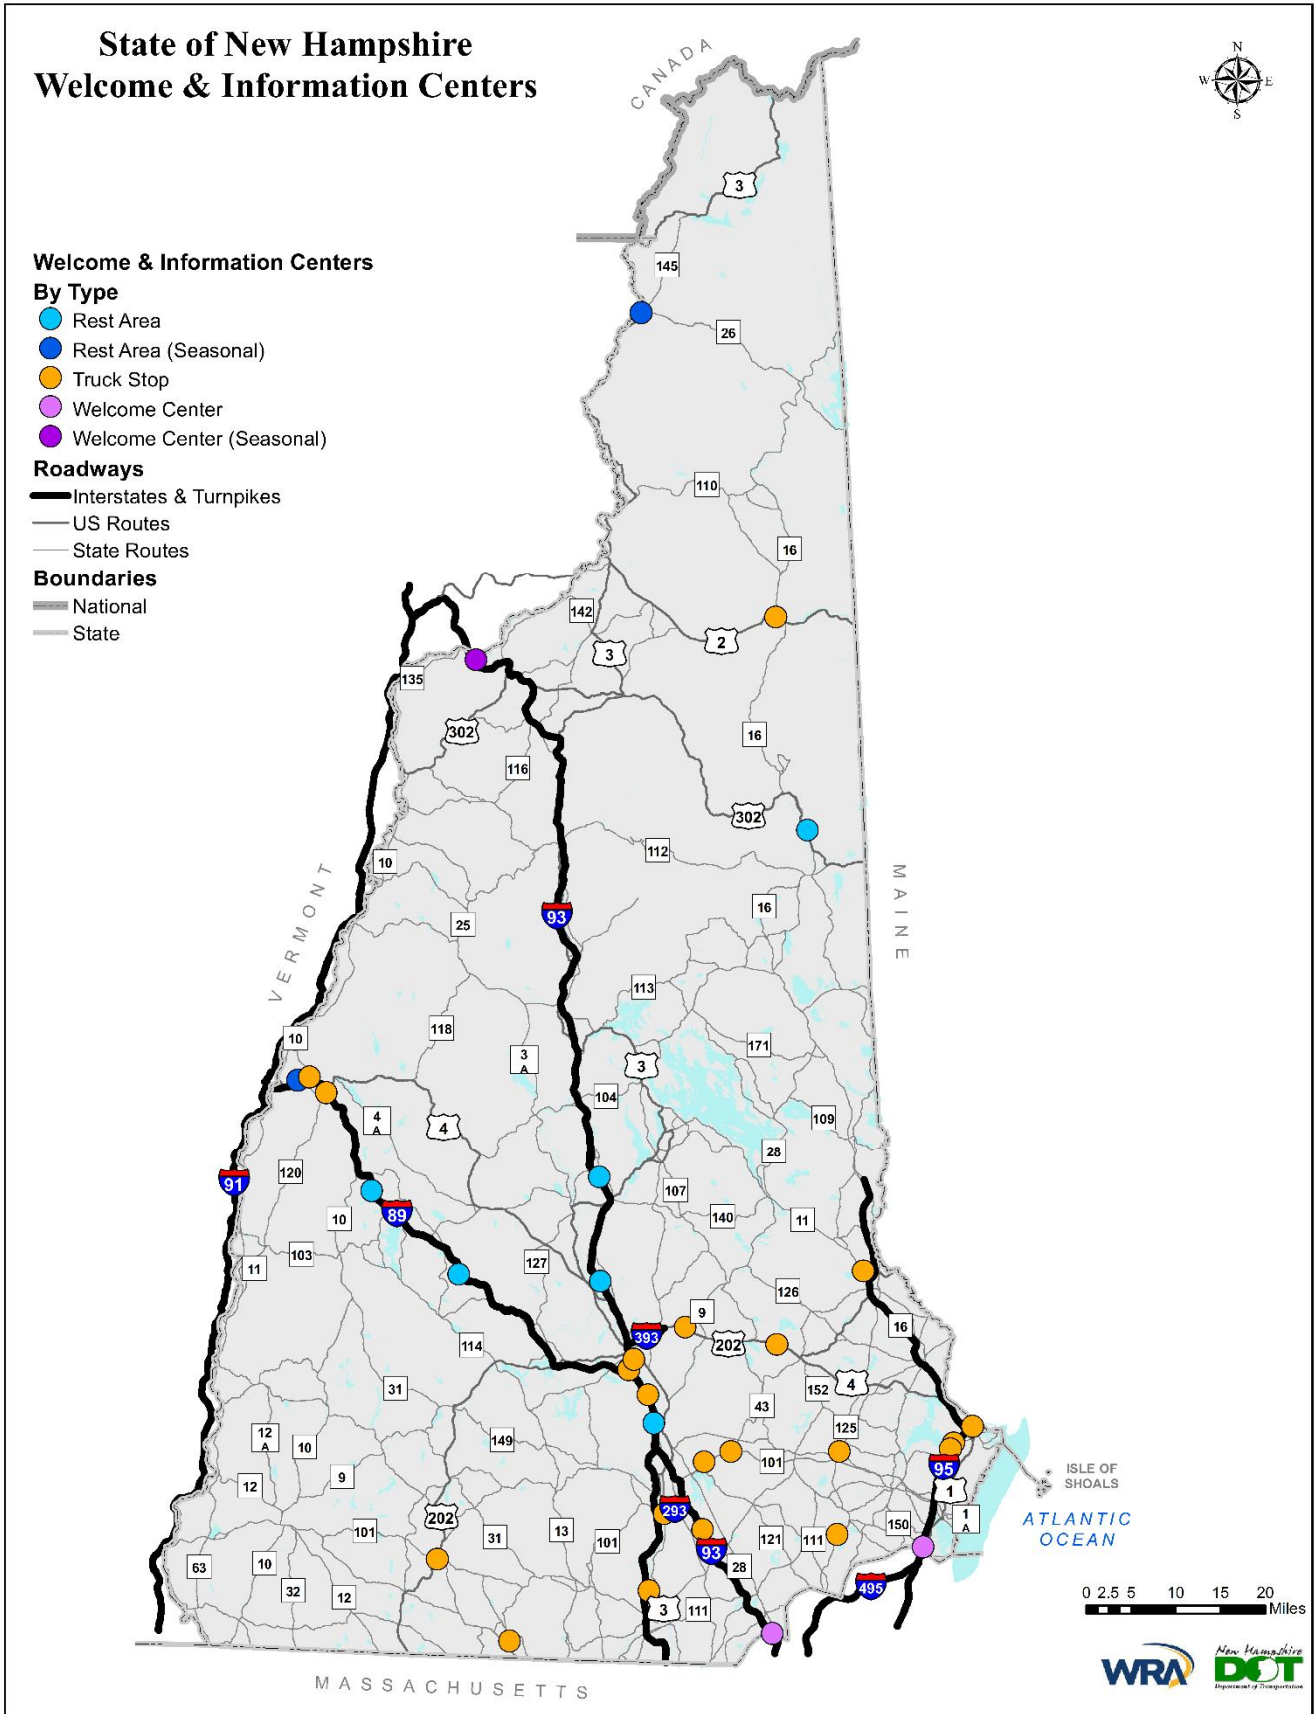 State of New Hampshire
Welcome & Information Centers
N
W E
S
CANADA
3
145
26
Welcome & Information Centers
By Type
Rest Area
Rest Area (Seasonal)
Truck Stop
Welcome Center
Welcome Center (Seasonal)
Roadways
Interstates & Turnpikes
US Routes
State Routes
Boundaries
National
State
110
16
142
2
3
135
302
16
116
302
112
10
VERMONT
MAINE
93
16
25
113
118
10
171
3
A
3
104
4
A
4
109
28
120
91
107
89
10
140
11
103
11
127
126
9
393
16
202
114
4
31
152
43
12
A
10
149
125
101
9
95
ISLE OF
SHOALS
12
1
202
293
1
A
ATLANTIC
OCEAN
101
31
13
101
121
111
150
93
63
10
28
32
12
495
3
111
0 2.5 5 10 15 20
Miles
MASSACHUSETTS
WRA
New Hampshire
DOT
Department of Transportation